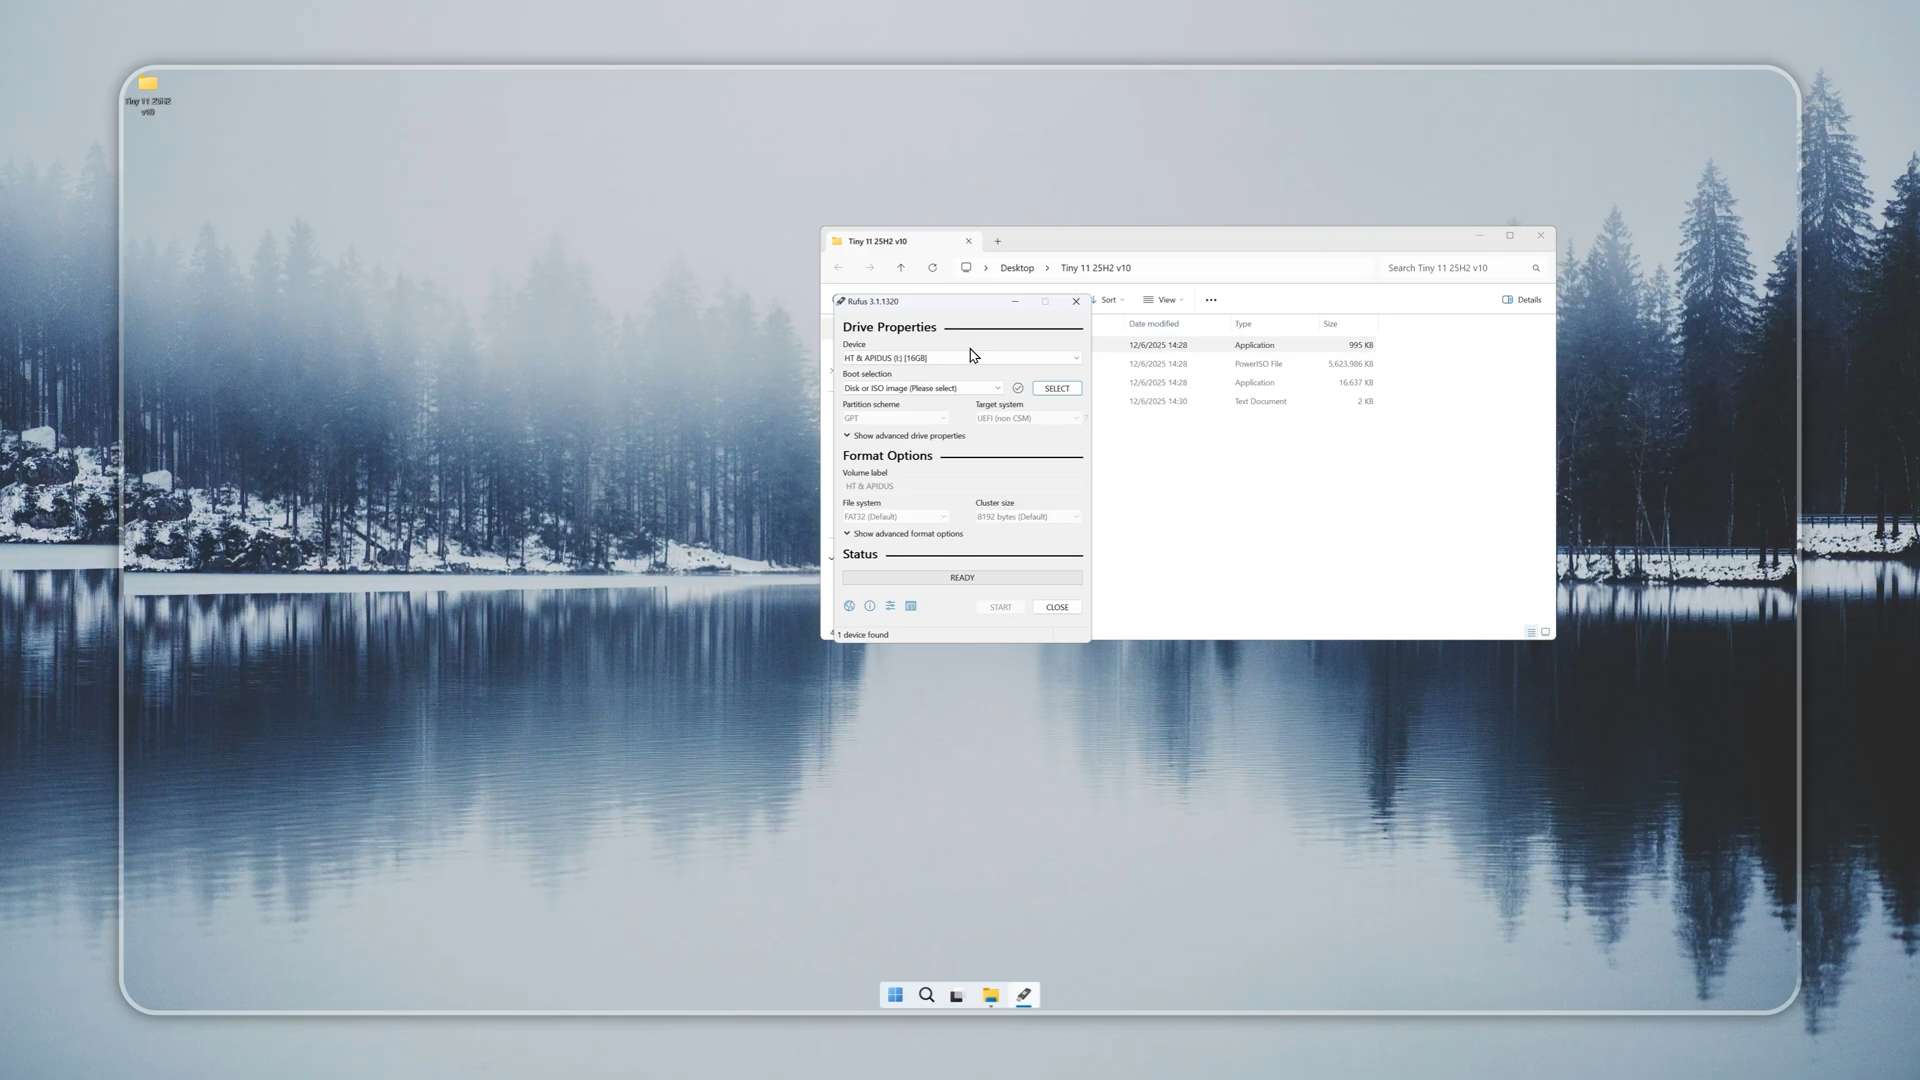 Tiny 11 25H2
v10
Tiny 11 25H2 v10
Desktop
Tiny 11 25H2 v10
Search Tiny 11 25H2 v10
Sort
View
Details
Date modified
Type
Size
12/6/2025 14:28
Application
995 KB
12/6/2025 14:28
PowerISO File
5,623,986 KB
12/6/2025 14:28
Application
16,637 KB
12/6/2025 14:30
Text Document
2 KB
Rufus 3.1.1320
Drive Properties
Device
HT & APIDUS (I:) [16GB]
Boot selection
Disk or ISO image (Please select)
SELECT
Partition scheme
Target system
GPT
UEFI (non CSM)
?
Show advanced drive properties
Format Options
Volume label
HT & APIDUS
File system
Cluster size
FAT32 (Default)
8192 bytes (Default)
Show advanced format options
Status
READY
START
CLOSE
4
1 device found